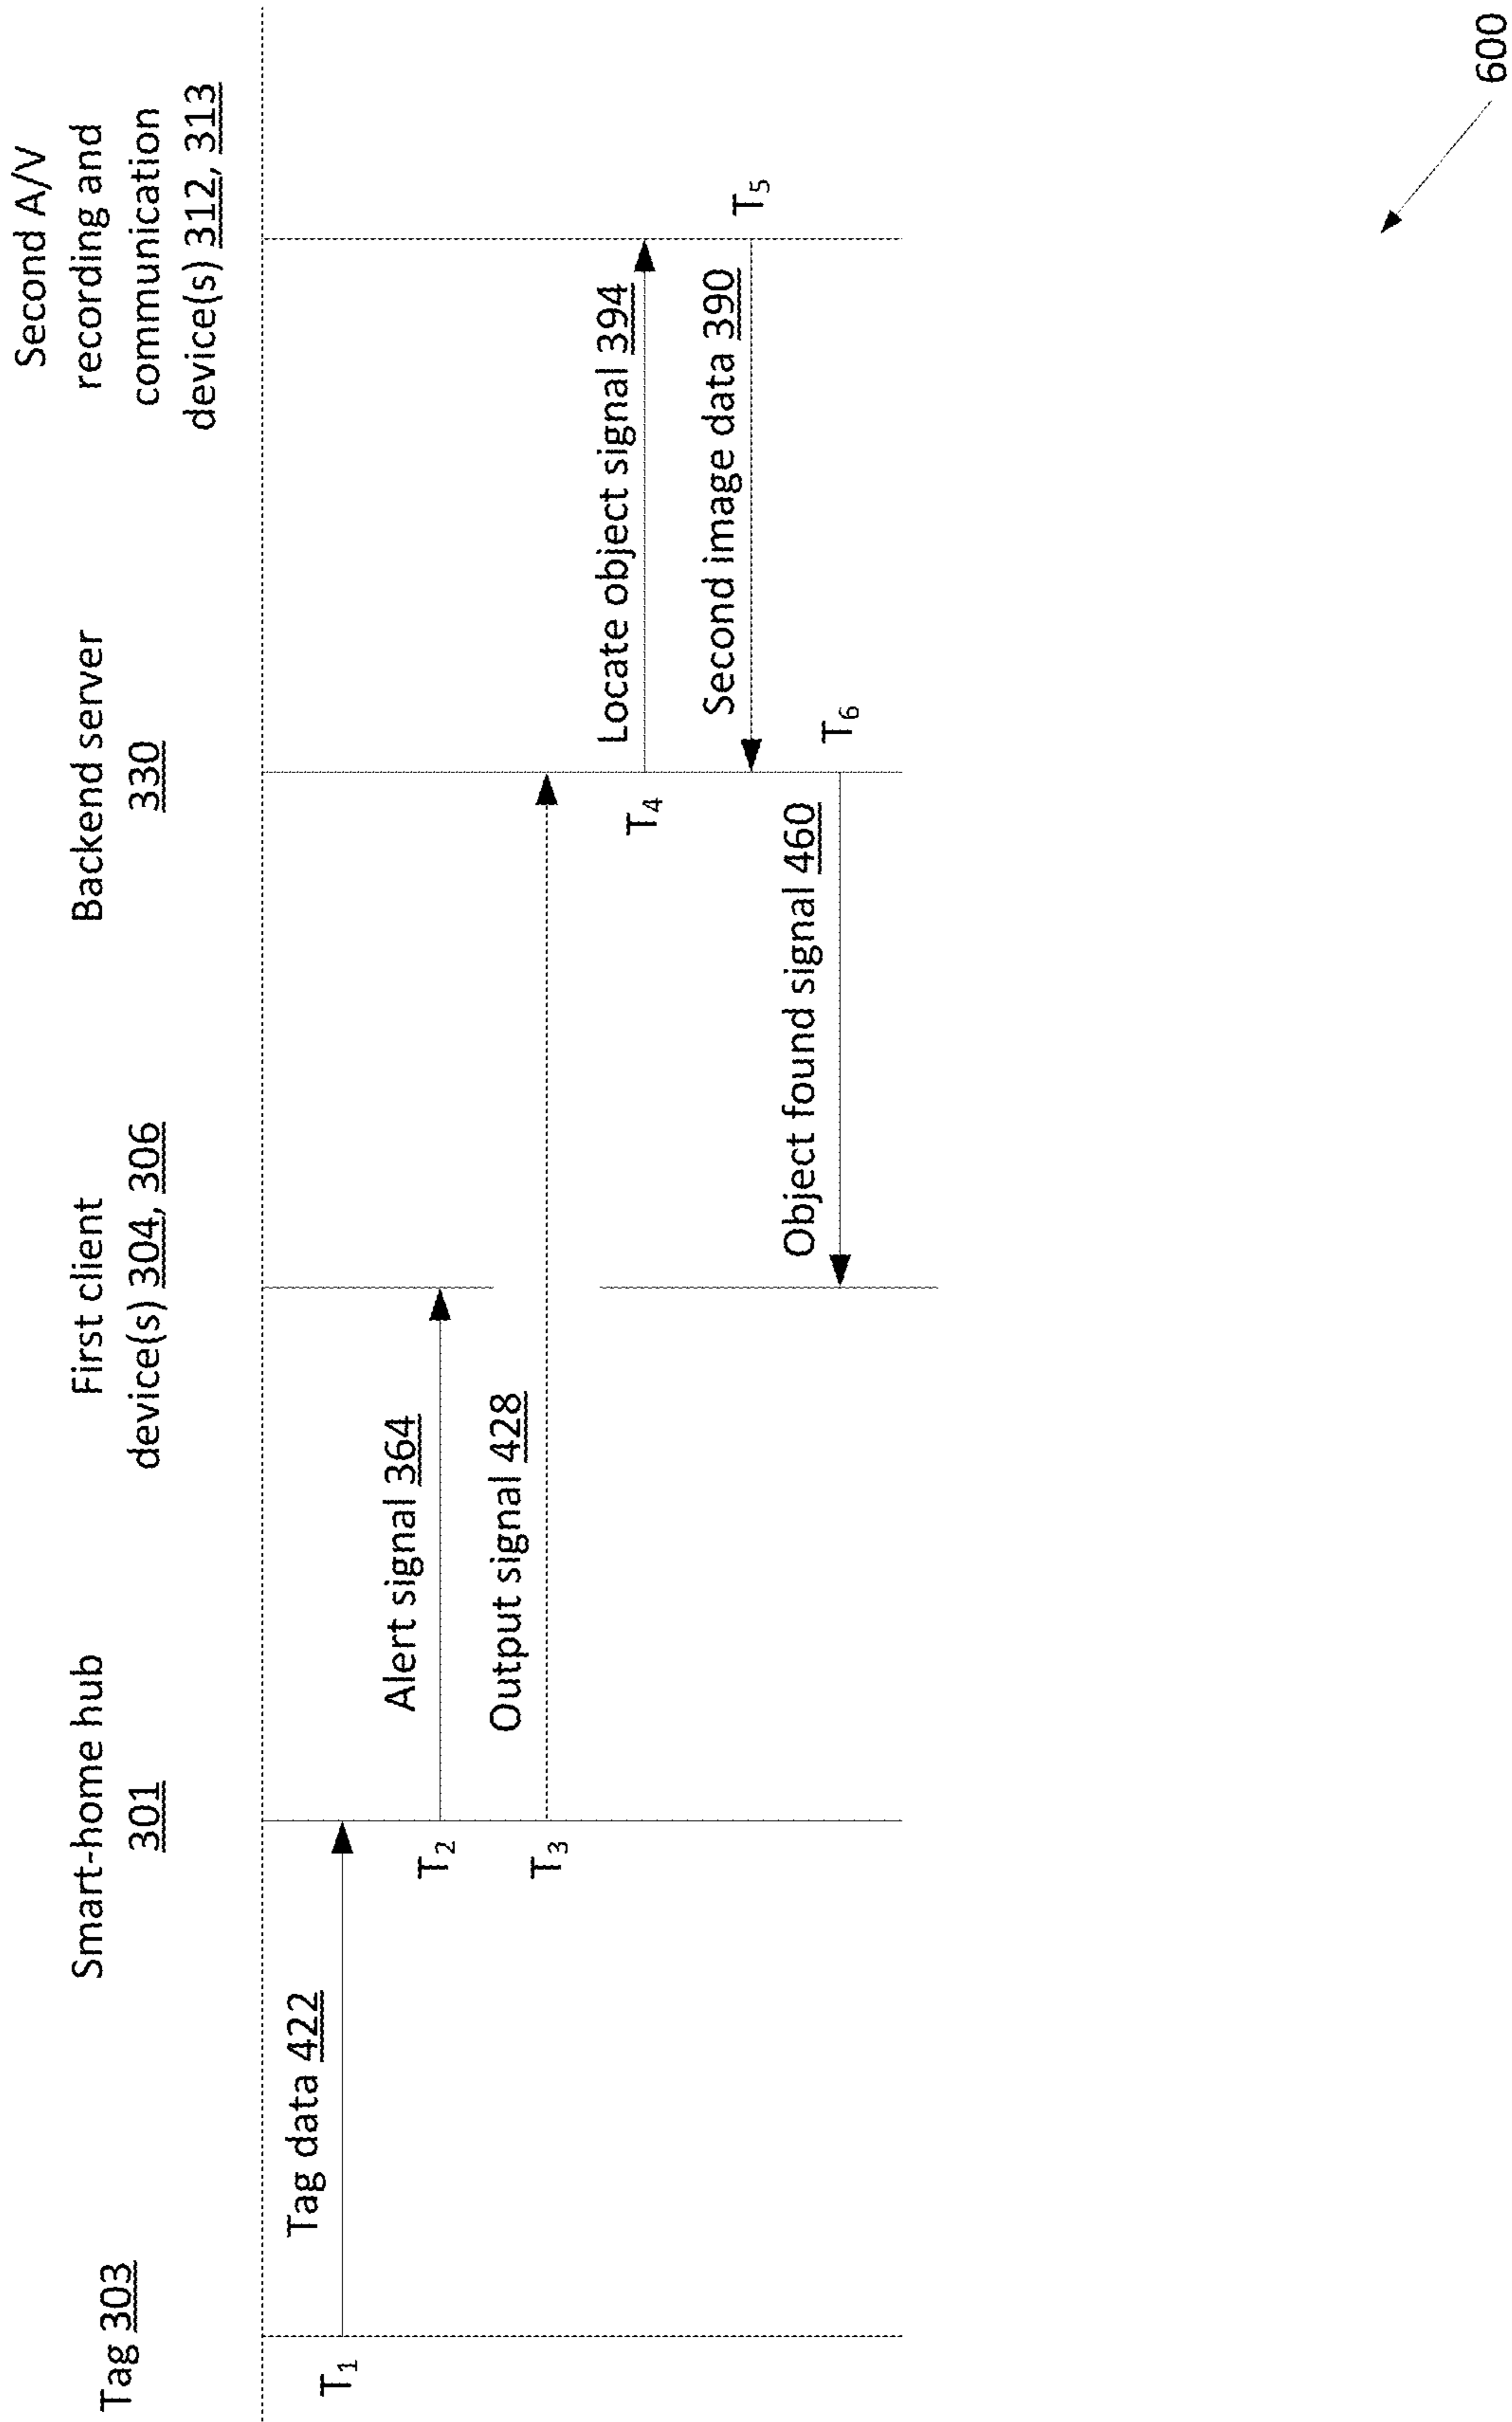 Tag 303
Smart-home hub
301
First client
device(s) 304, 306
Backend server
330
Second A/V
recording and
communication
device(s) 312, 313
T₁
Tag data 422
T₂
Alert signal 364
T₃
Output signal 428
T₄
Locate object signal 394
Second image data 390
T₅
Object found signal 460
T₆
600